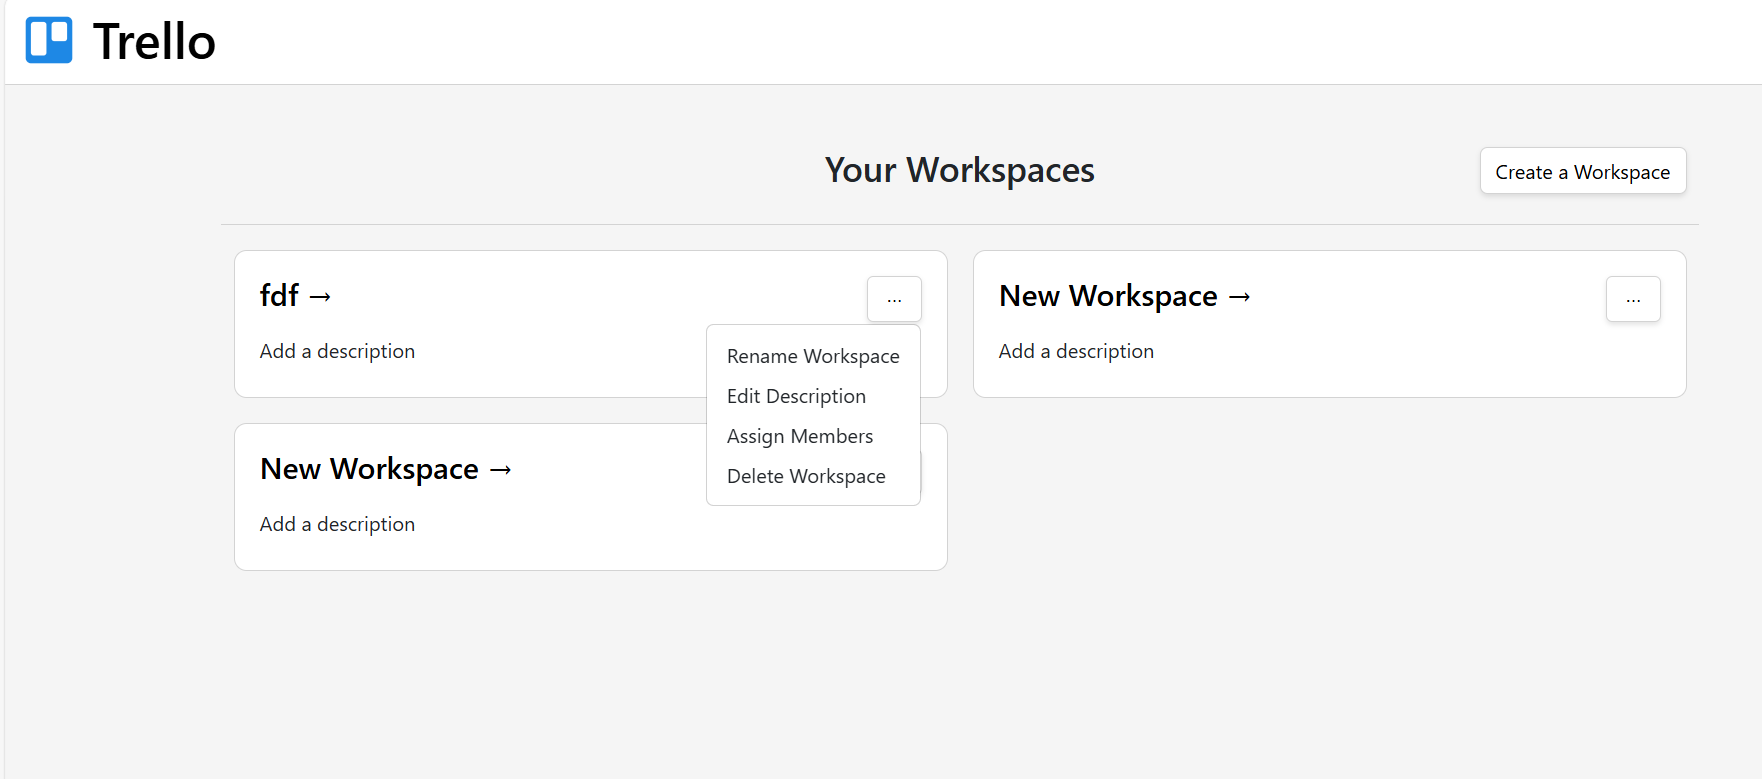 Trello
Your Workspaces
Create a Workspace
fdf →
...
Add a description
Rename Workspace
Edit Description
Assign Members
Delete Workspace
New Workspace →
...
Add a description
New Workspace →
Add a description